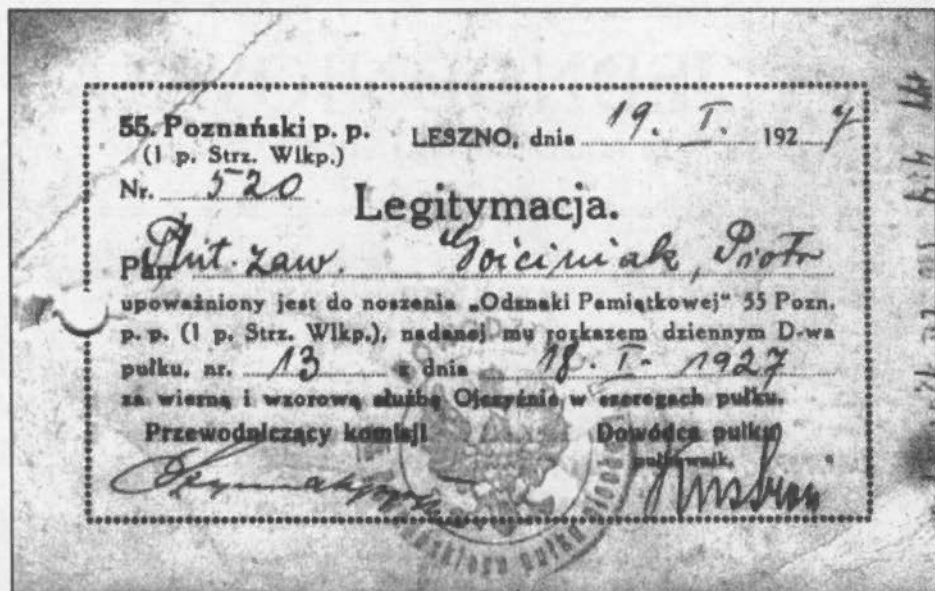 55. Poznański p. p. LESZNO, dnia 19. I. 1927
(1 p. Strz. Wlkp.)
Nr. 520
Legitymacja.
Pan Plut. zaw. Gościniak, Piotr
upoważniony jest do noszenia „Odznaki Pamiątkowej" 55 Pozn.
p. p. (1 p. Strz. Wlkp.), nadanej mu rozkazem dziennym D-wa
pułku, nr. 13 z dnia 18. I. 1927
za wierną i wzorową służbę Ojczyźnie w szeregach pułku.
Przewodniczący komisji Dowódca pułku
pułkownik.